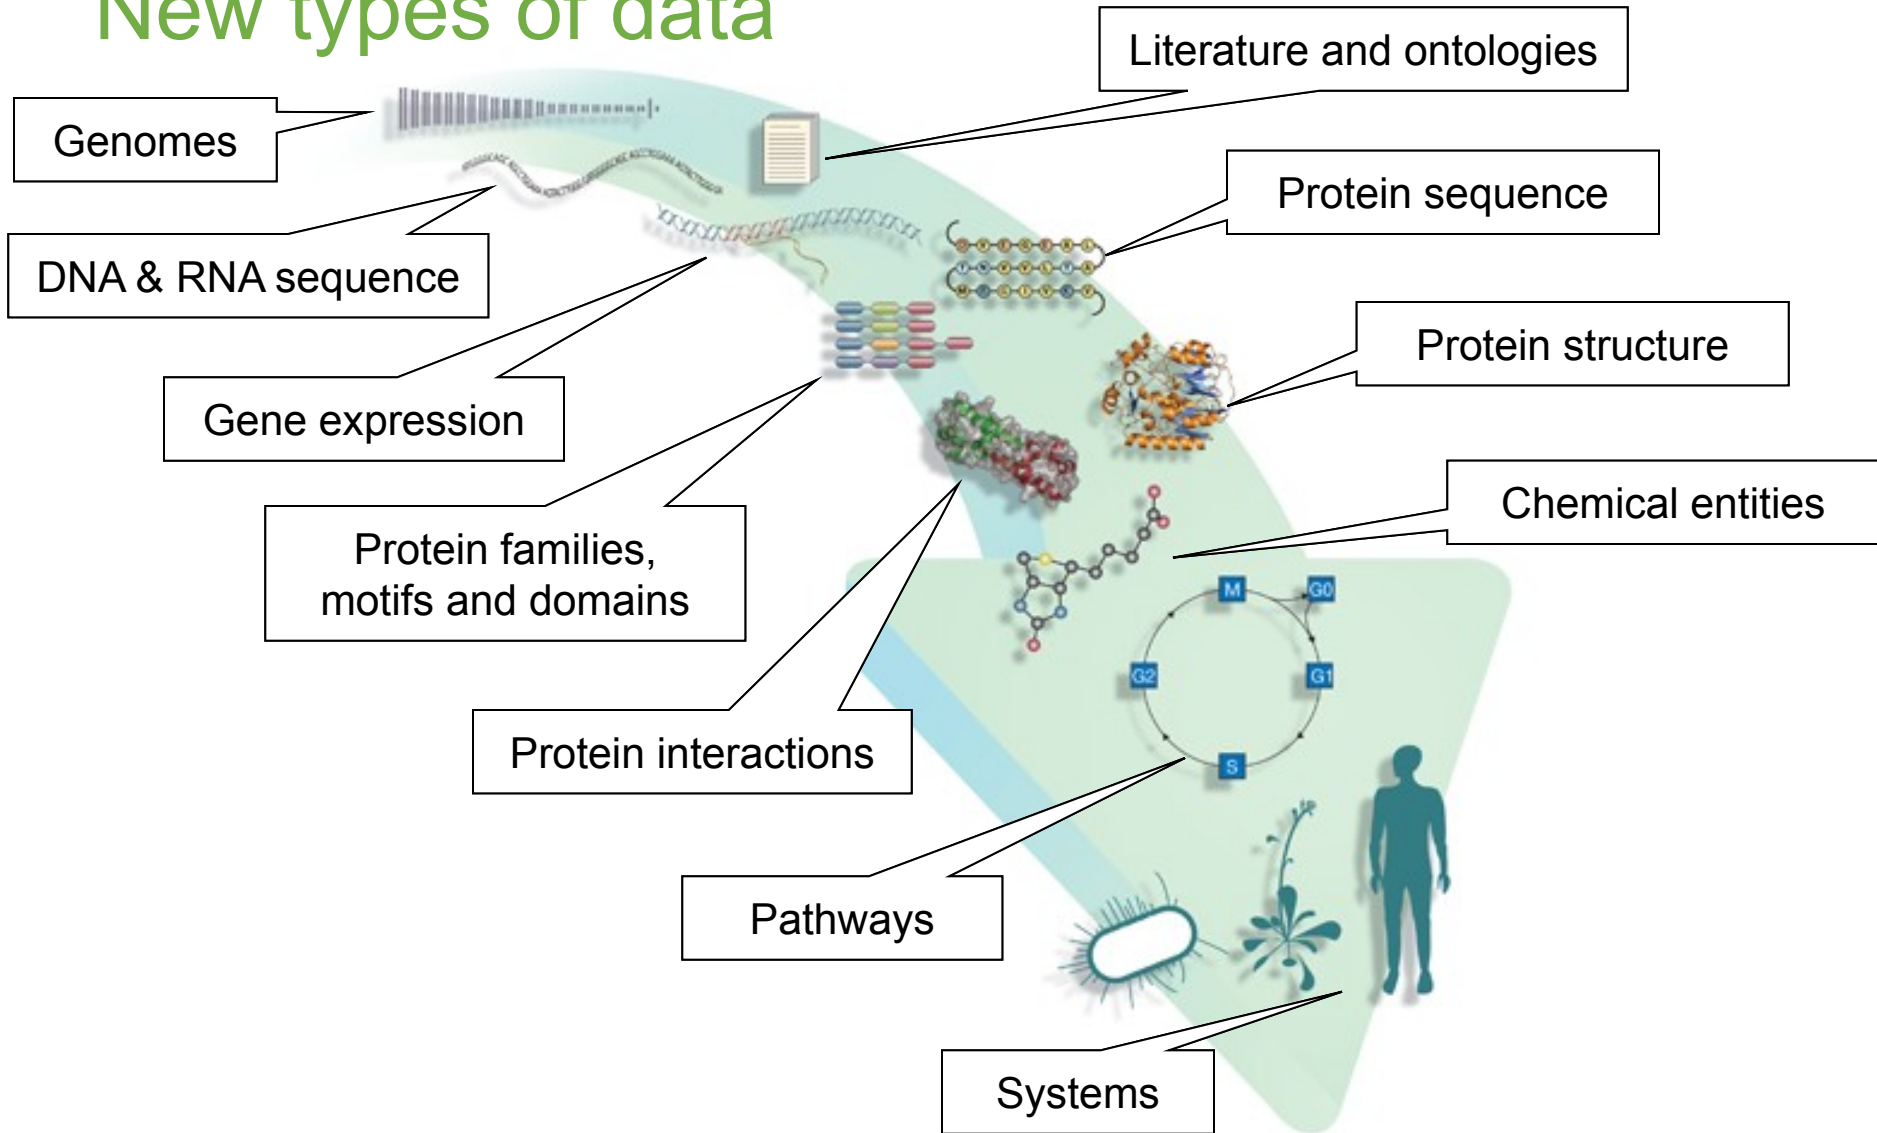 New types of data
Literature and ontologies
Genomes
Protein sequence
DNA & RNA sequence
Protein structure
Gene expression
Chemical entities
Protein families,
motifs and domains
M
G0
G2
G1
Protein interactions
S
Pathways
Systems